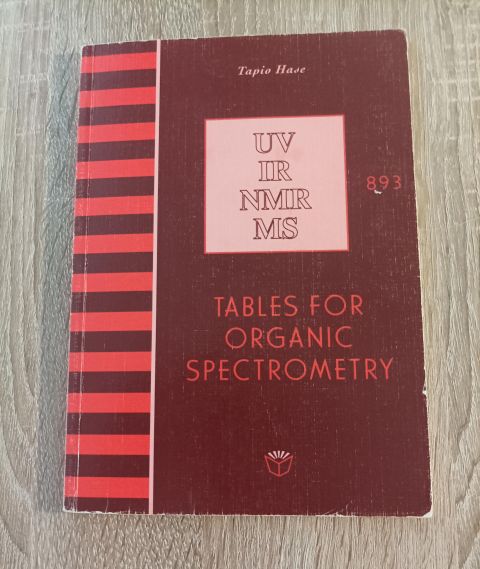 Tapio Hase
UV
IR
NMR
MS
893
TABLES FOR
ORGANIC
SPECTROMETRY